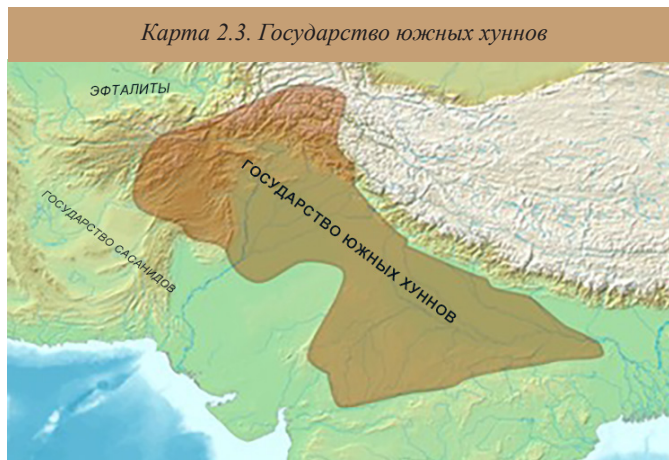 Карта 2.3. Государство южных хуннов
ЭФТАЛИТЫ
ГОСУДАРСТВО САСАНИДОВ
ГОСУДАРСТВО ЮЖНЫХ ХУННОВ